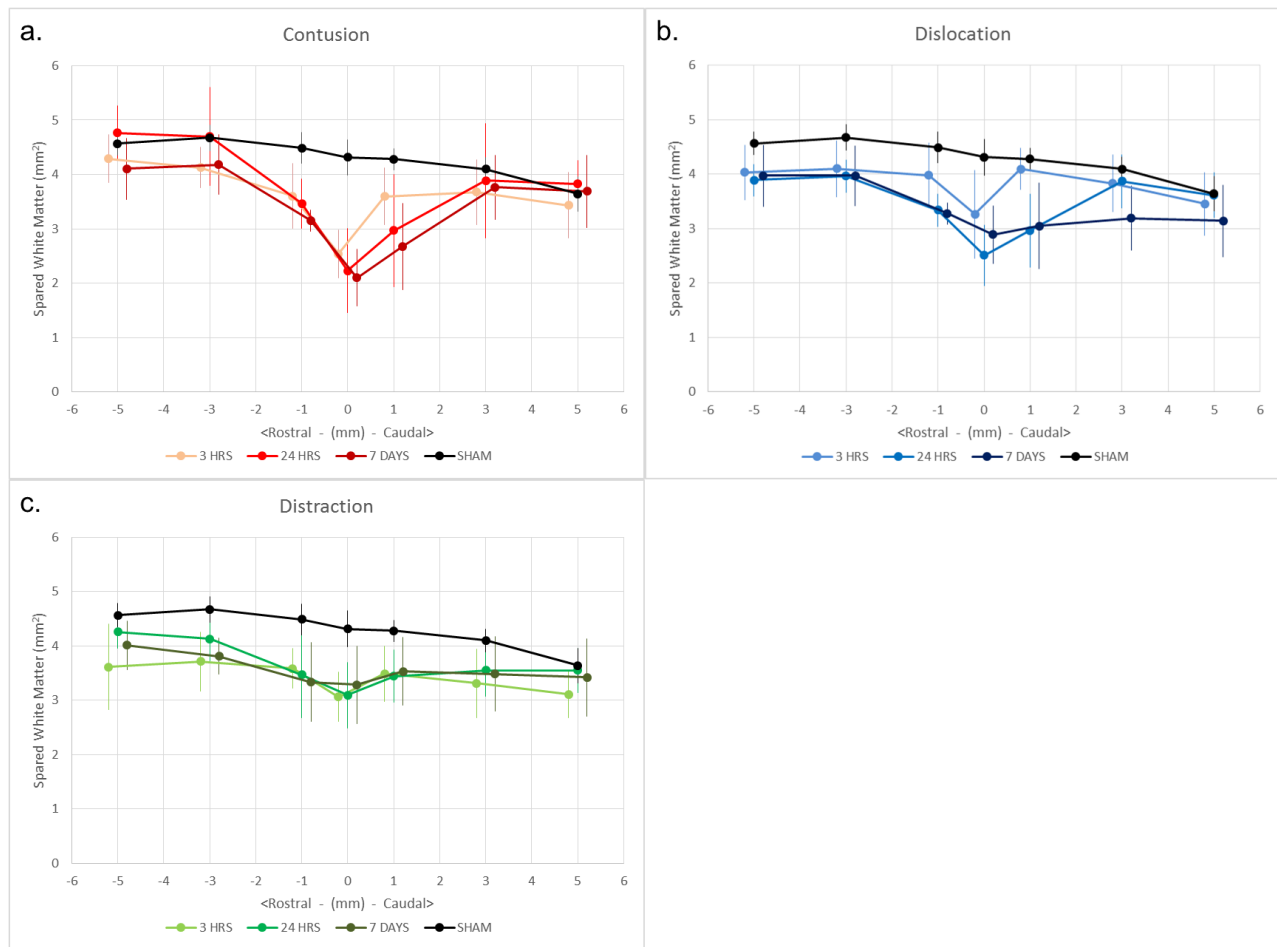 a.
Contusion
Spared White Matter (mm²)
6
5
4
3
2
1
0
-6 -5 -4 -3 -2 -1 0 1 2 3 4 5 6
<Rostral - (mm) - Caudal>
3 HRS 24 HRS 7 DAYS SHAM
b.
Dislocation
Spared White Matter (mm²)
6
5
4
3
2
1
0
-6 -5 -4 -3 -2 -1 0 1 2 3 4 5 6
<Rostral - (mm) - Caudal>
3 HRS 24 HRS 7 DAYS SHAM
c.
Distraction
Spared White Matter (mm²)
6
5
4
3
2
1
0
-6 -5 -4 -3 -2 -1 0 1 2 3 4 5 6
<Rostral - (mm) - Caudal>
3 HRS 24 HRS 7 DAYS SHAM